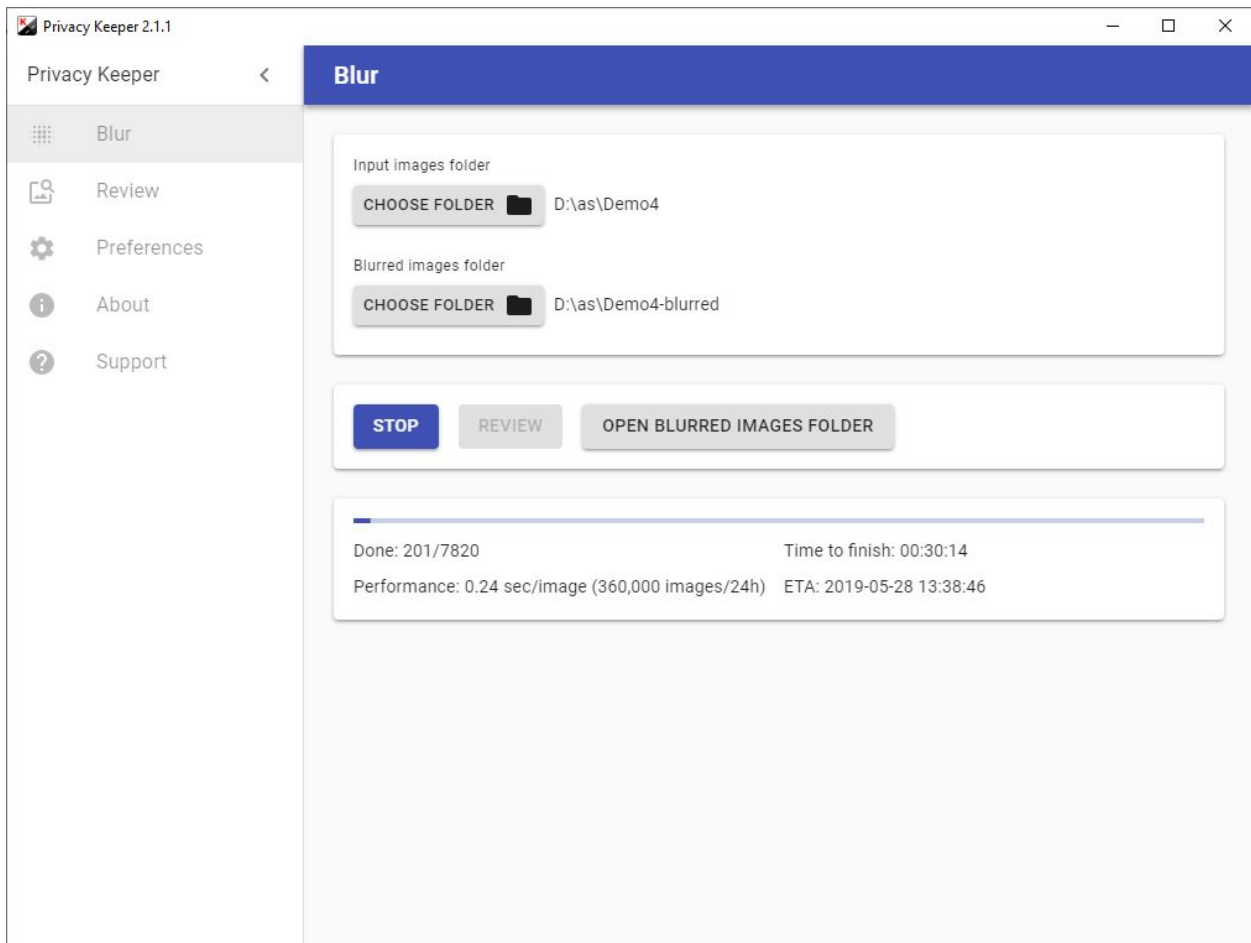 Privacy Keeper 2.1.1
Privacy Keeper
Blur
Review
Preferences
About
Support
Blur
Input images folder
CHOOSE FOLDER D:\as\Demo4
Blurred images folder
CHOOSE FOLDER D:\as\Demo4-blurred
STOP REVIEW OPEN BLURRED IMAGES FOLDER
Done: 201/7820 Time to finish: 00:30:14
Performance: 0.24 sec/image (360,000 images/24h) ETA: 2019-05-28 13:38:46